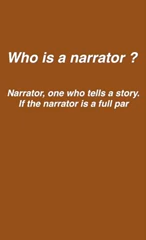 Who is a narrator ?
Narrator, one who tells a story.
If the narrator is a full par